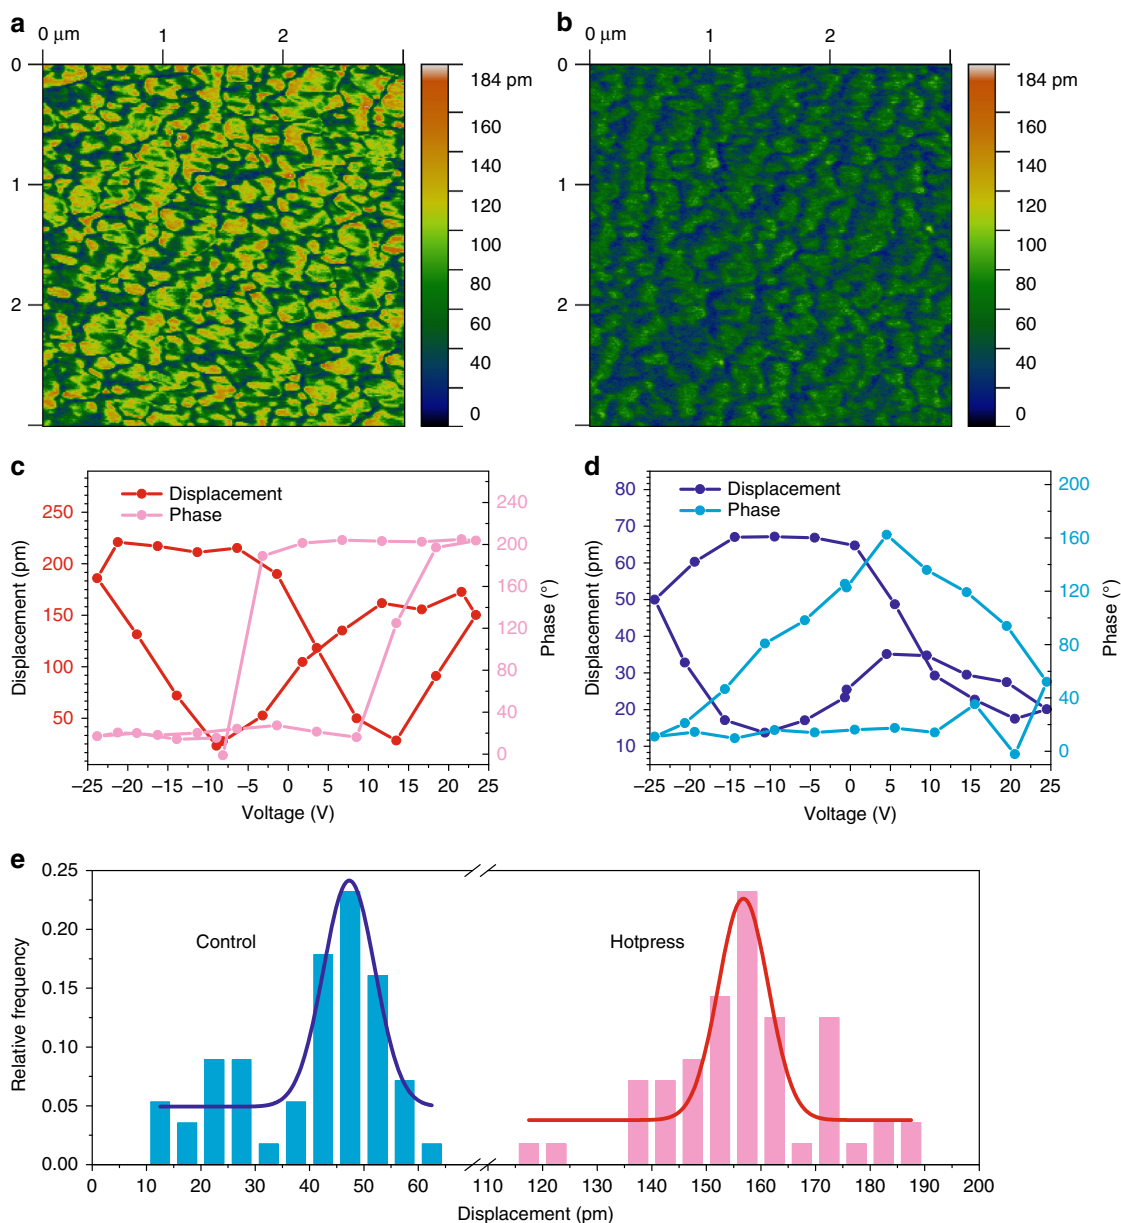 a
b
0 μm 1 2
0 μm 1 2
0
1
2
184 pm
160
140
120
100
80
60
40
0
0
1
2
184 pm
160
140
120
100
80
60
40
0
c
d
Displacement
Phase
250
200
150
100
50
Displacement (pm)
240
200
160
120
80
40
0
Phase (°)
–25 –20 –15 –10 –5 0 5 10 15 20 25
Voltage (V)
Displacement
Phase
80
70
60
50
40
30
20
10
Displacement (pm)
200
160
120
80
40
0
Phase (°)
–25 –20 –15 –10 –5 0 5 10 15 20 25
Voltage (V)
e
0.25
0.20
0.15
0.10
0.05
0.00
Relative frequency
Control
Hotpress
0 10 20 30 40 50 60 110 120 130 140 150 160 170 180 190 200
Displacement (pm)